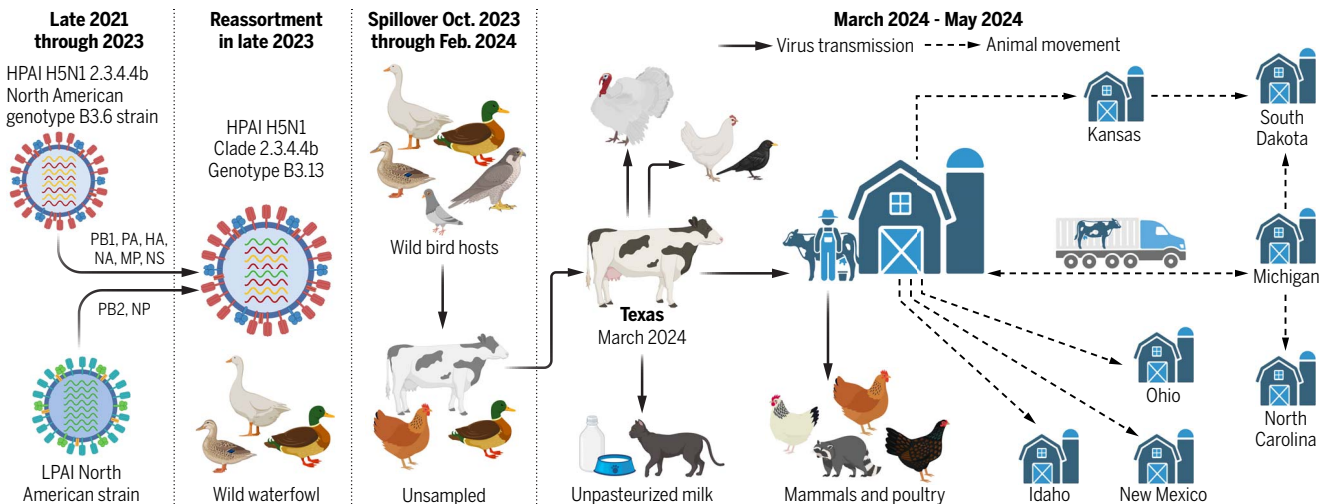 Late 2021
through 2023
HPAI H5N1 2.3.4.4b
North American
genotype B3.6 strain
PB1, PA, HA,
NA, MP, NS
PB2, NP
LPAI North
American strain
Reassortment
in late 2023
HPAI H5N1
Clade 2.3.4.4b
Genotype B3.13
Wild waterfowl
Spillover Oct. 2023
through Feb. 2024
Wild bird hosts
Unsampled
March 2024 - May 2024
Virus transmission
Animal movement
Texas
March 2024
Unpasteurized milk
Mammals and poultry
Kansas
South
Dakota
Michigan
Ohio
North
Carolina
Idaho
New Mexico